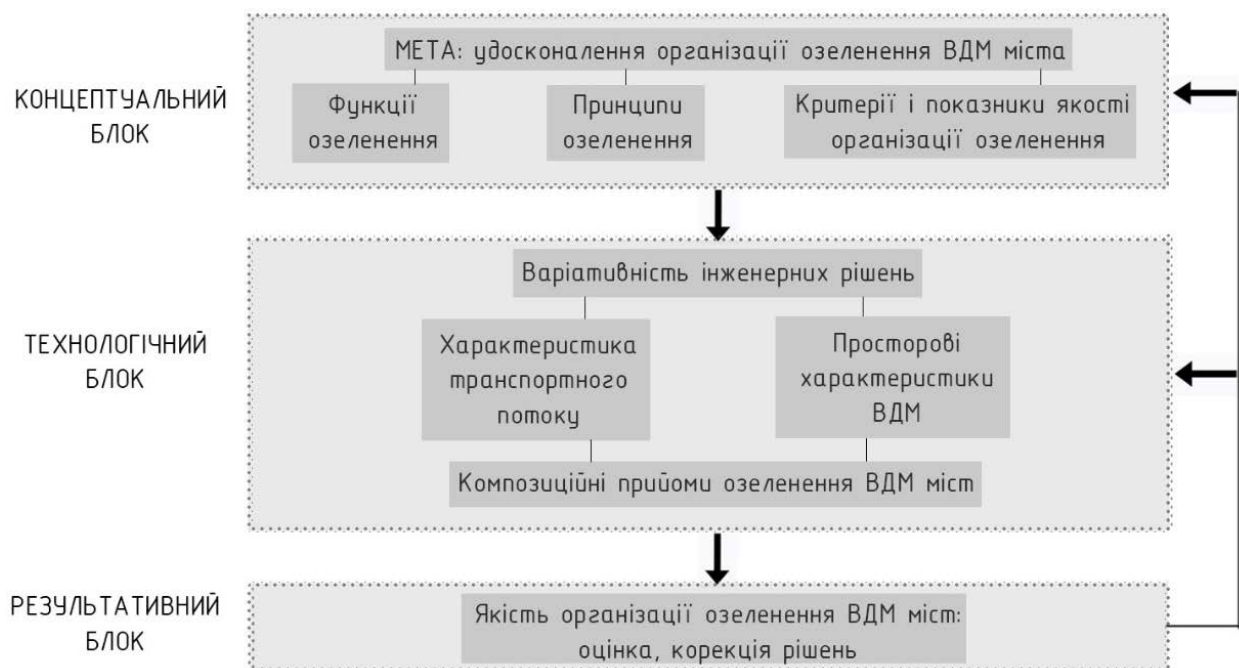 КОНЦЕПТУАЛЬНИЙ
БЛОК
МЕТА: удосконалення організації озеленення ВДМ міста
Функції
озеленення
Принципи
озеленення
Критерії і показники якості
організації озеленення
ТЕХНОЛОГІЧНИЙ
БЛОК
Варіативність інженерних рішень
Характеристика
транспортного
потоку
Просторові
характеристики
ВДМ
Композиційні прийоми озеленення ВДМ міст
РЕЗУЛЬТАТИВНИЙ
БЛОК
Якість організації озеленення ВДМ міст:
оцінка, корекція рішень